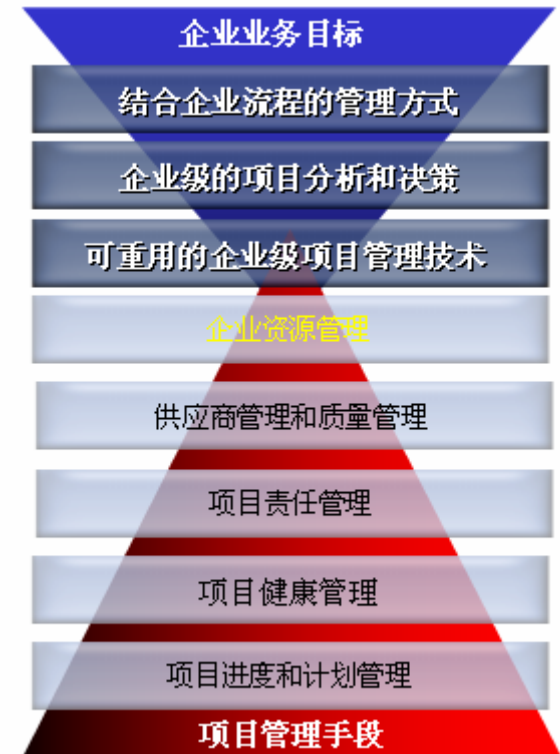 企业业务目标
结合企业流程的管理方式
企业级的项目分析和决策
可重用的企业级项目管理技术
企业资源管理
供应商管理和质量管理
项目责任管理
项目健康管理
项目进度和计划管理
项目管理手段